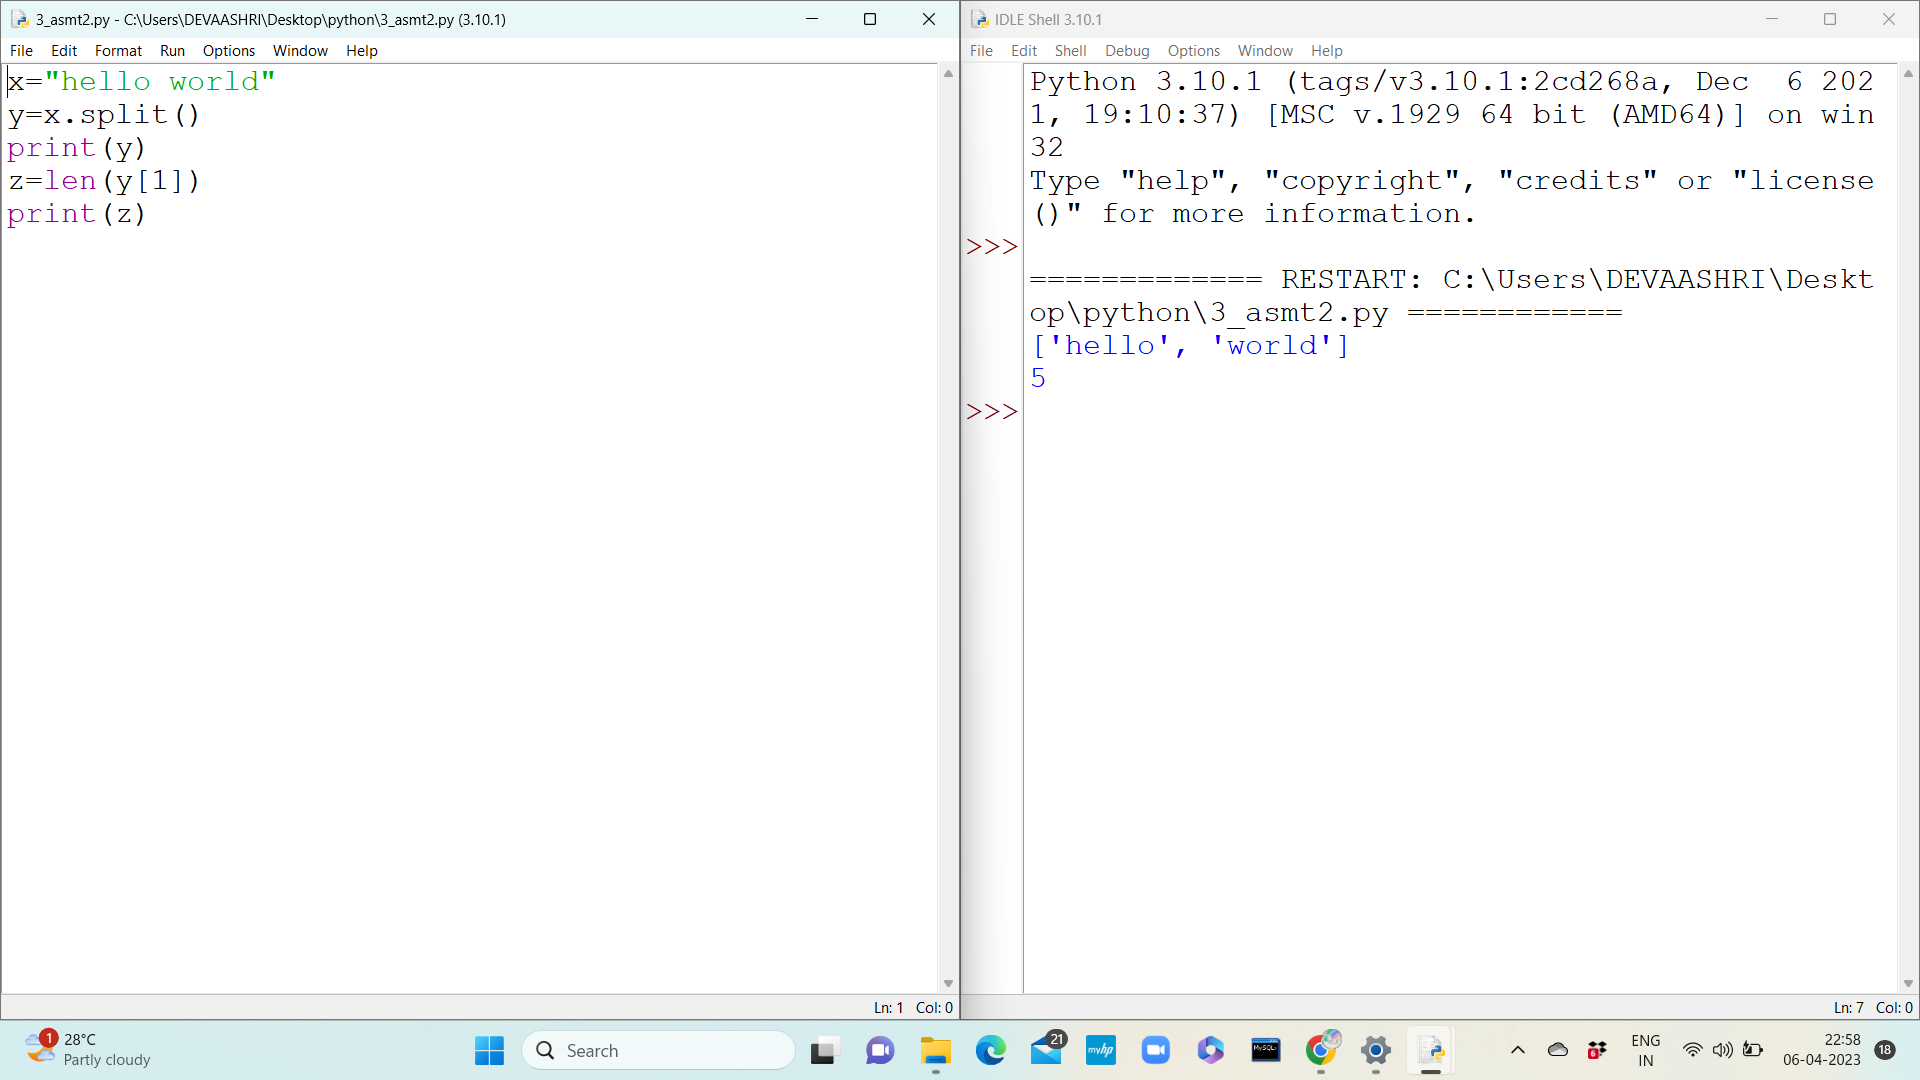 3_asmt2.py - C:\Users\DEVAASHRI\Desktop\python\3_asmt2.py (3.10.1)
File Edit Format Run Options Window Help
x="hello world"
y=x.split()
print(y)
z=len(y[1])
print(z)
Ln: 1 Col: 0
IDLE Shell 3.10.1
File Edit Shell Debug Options Window Help
Python 3.10.1 (tags/v3.10.1:2cd268a, Dec  6 202
1, 19:10:37) [MSC v.1929 64 bit (AMD64)] on win
32
Type "help", "copyright", "credits" or "license
()" for more information.
>>>
============= RESTART: C:\Users\DEVAASHRI\Deskt
op\python\3_asmt2.py ============
['hello', 'world']
5
>>>
Ln: 7 Col: 0
1
28°C
Partly cloudy
Search
21
myhp
MySQL
6
ENG
IN
22:58
06-04-2023
18